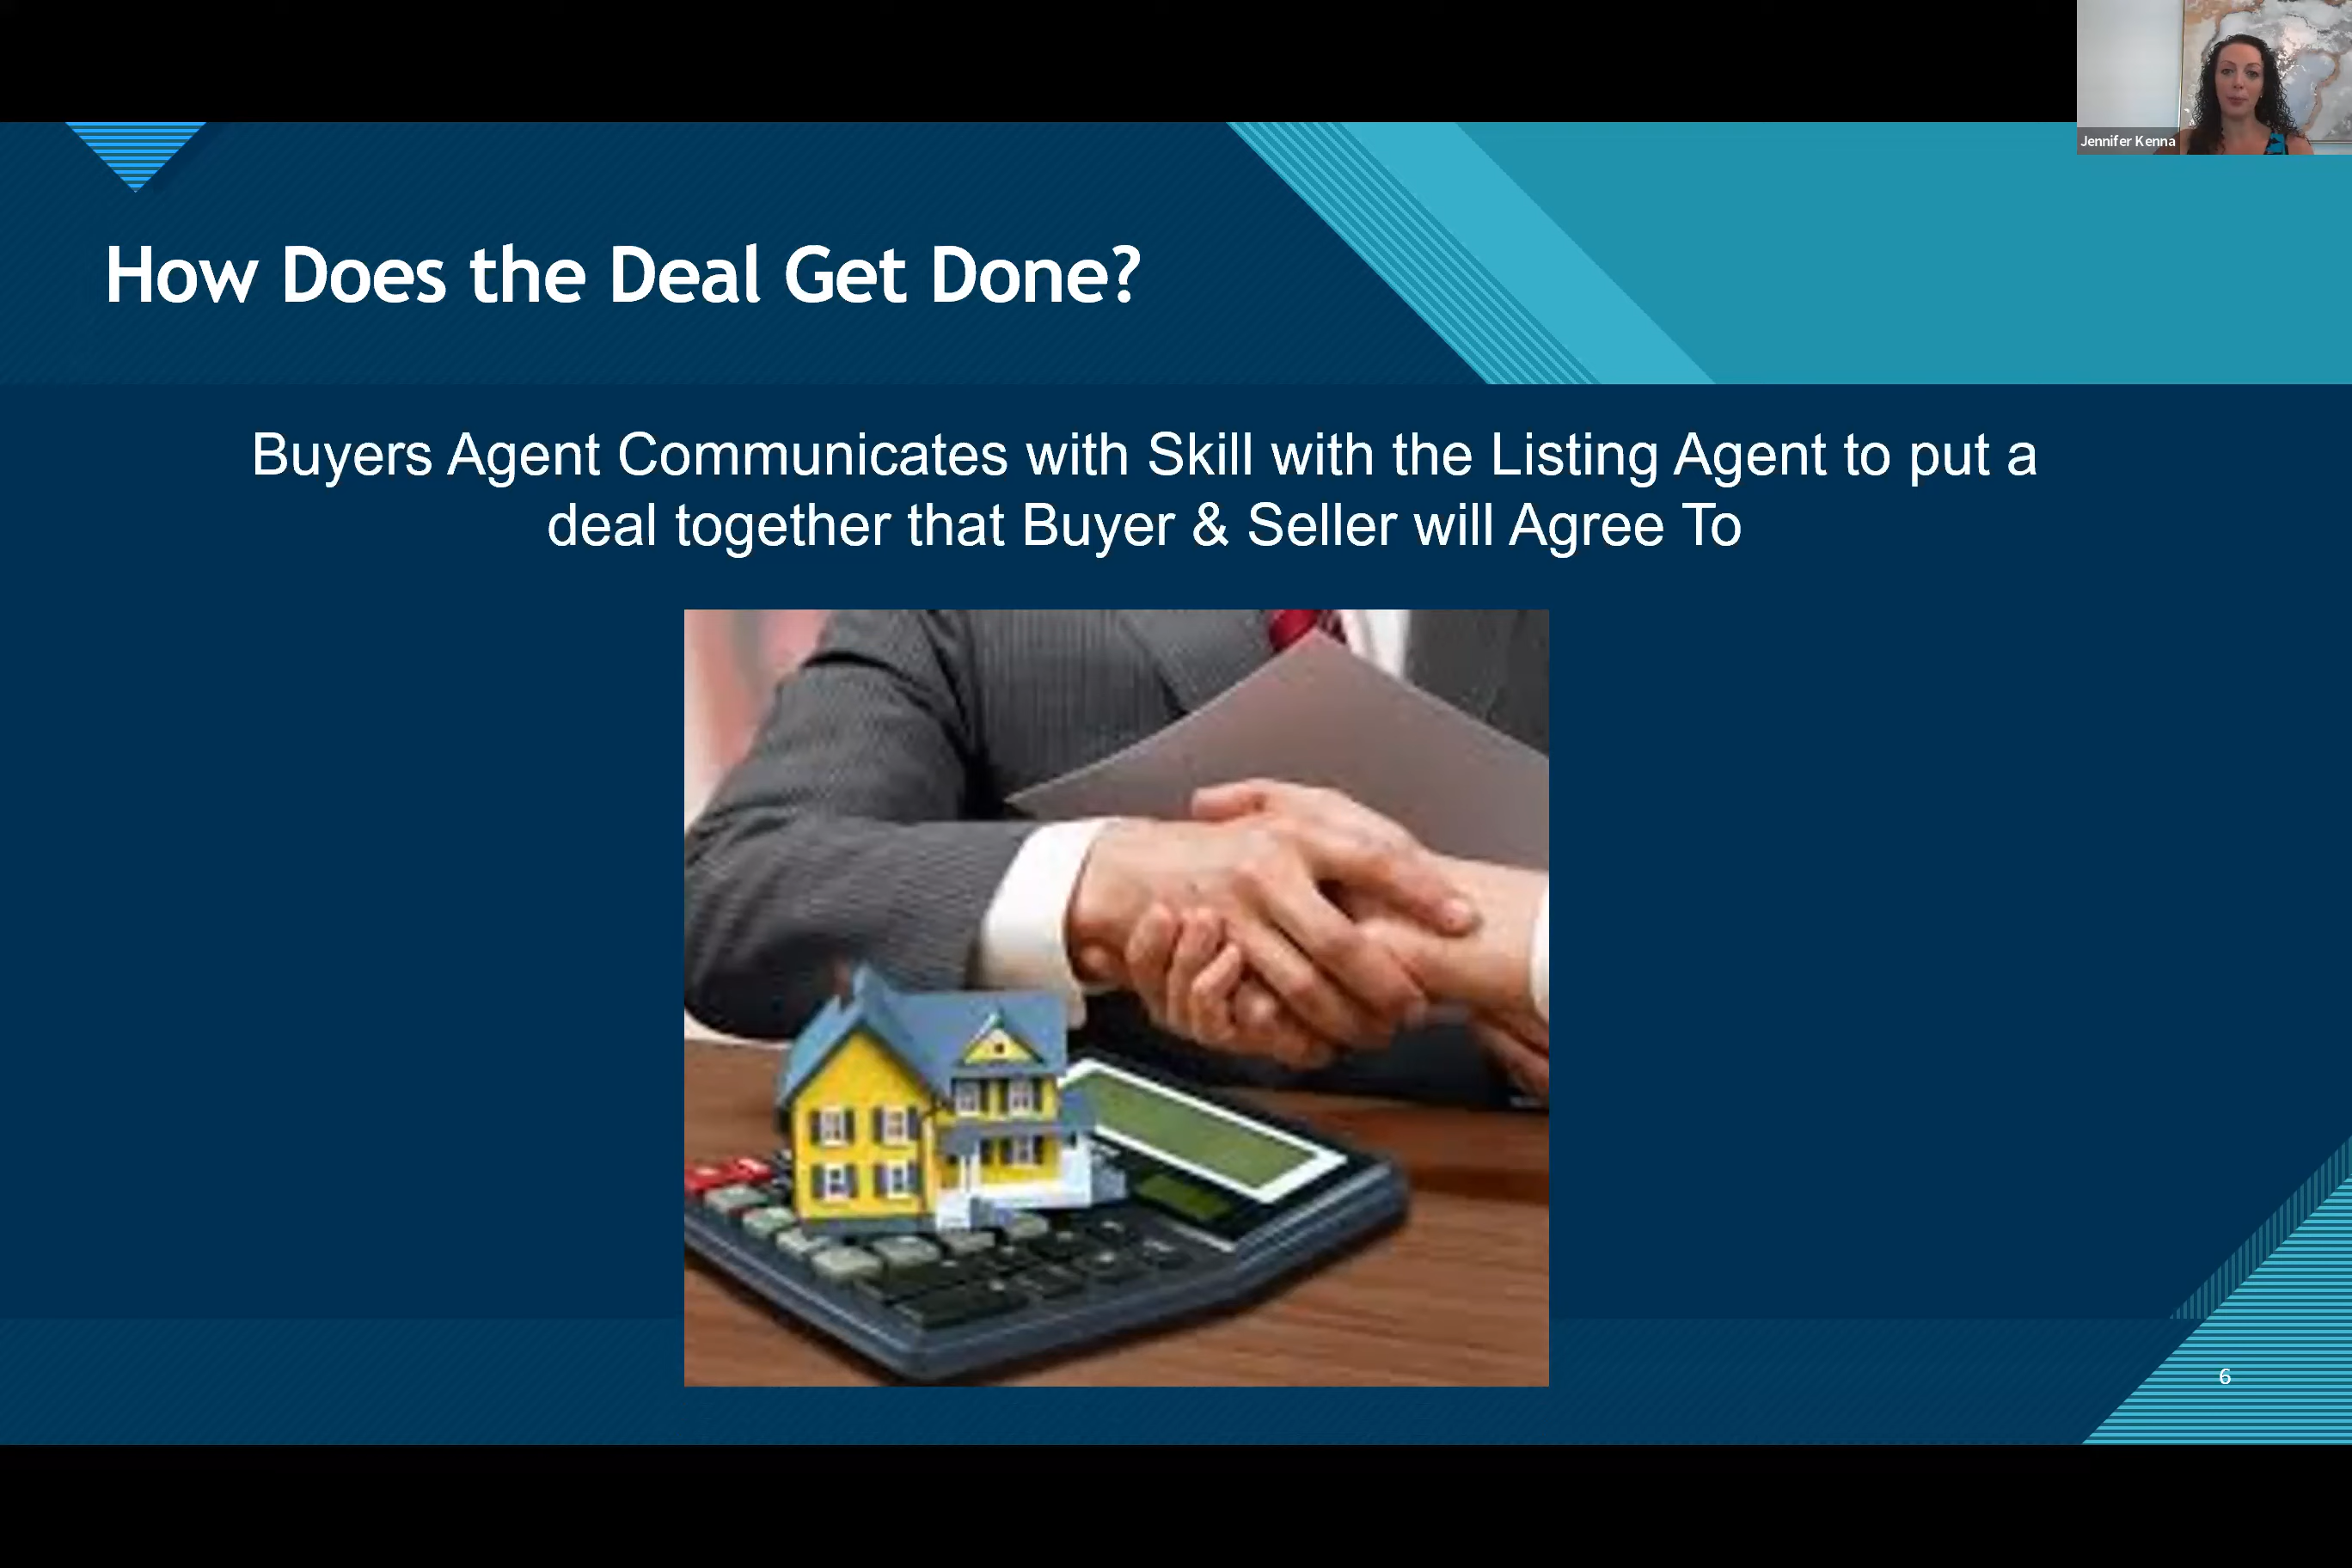 Jennifer Kenna
How Does the Deal Get Done?
Buyers Agent Communicates with Skill with the Listing Agent to put a
deal together that Buyer & Seller will Agree To
6